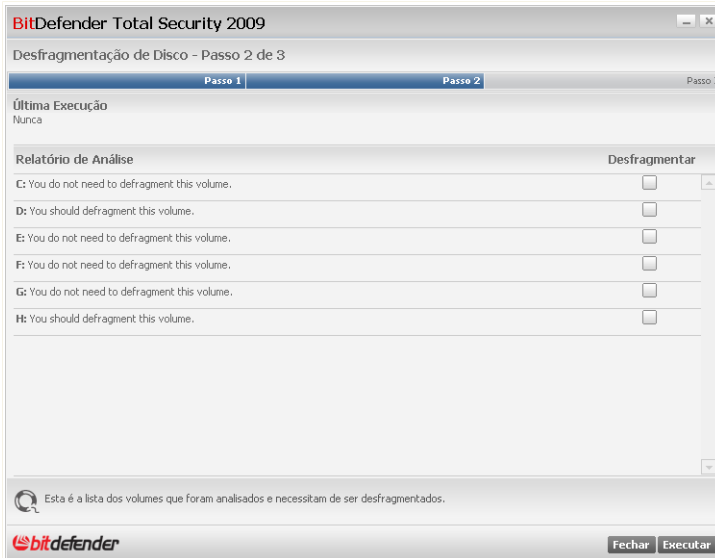 BitDefender Total Security 2009
Desfragmentação de Disco - Passo 2 de 3
Passo 1 Passo 2 Passo
Última Execução
Nunca
Relatório de Análise Desfragmentar
C: You do not need to defragment this volume.
D: You should defragment this volume.
E: You do not need to defragment this volume.
F: You do not need to defragment this volume.
G: You do not need to defragment this volume.
H: You should defragment this volume.
Esta é a lista dos volumes que foram analisados e necessitam de ser desfragmentados.
bitdefender Fechar Executar